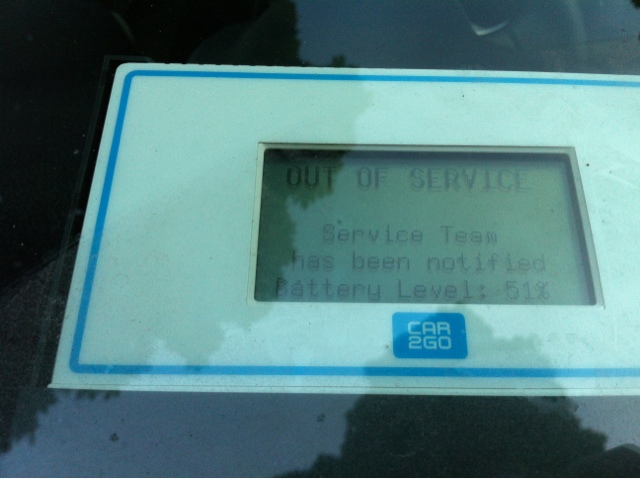 OUT OF SERVICE
Service Team
has been notified
Battery Level: 51%
CAR
2GO